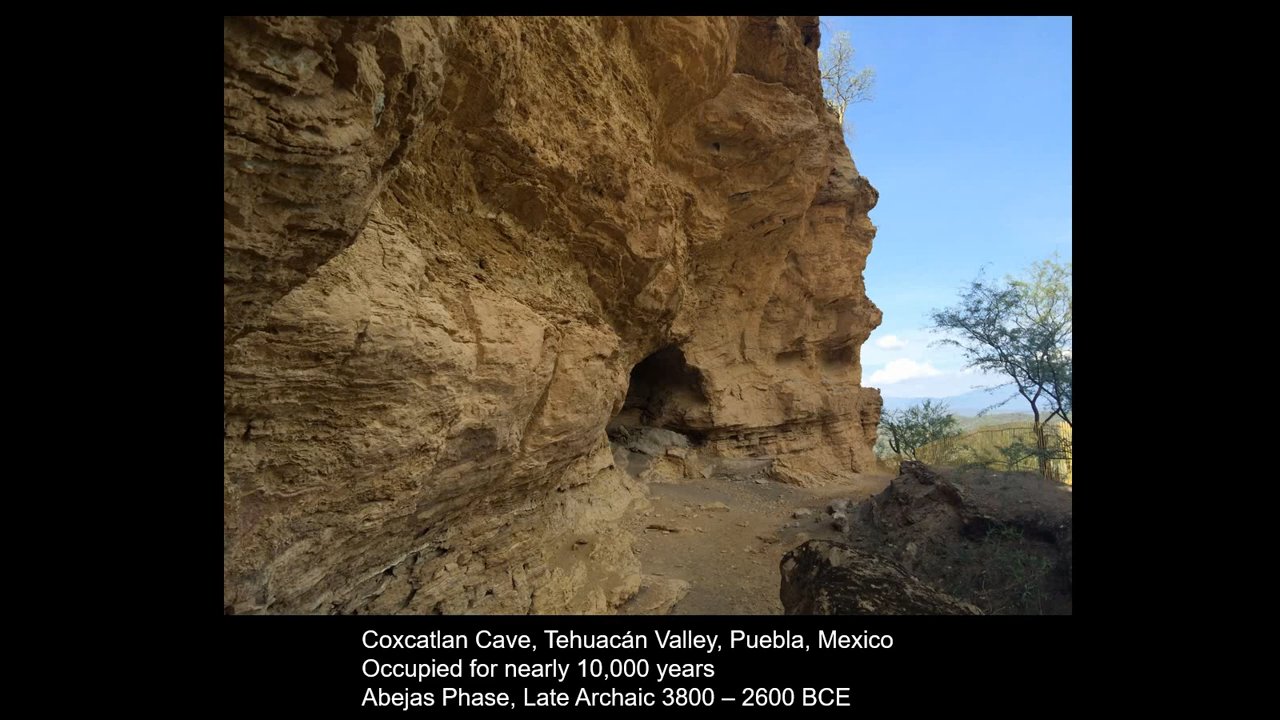 Coxcatlan Cave, Tehuacán Valley, Puebla, Mexico
Occupied for nearly 10,000 years
Abejas Phase, Late Archaic 3800 – 2600 BCE